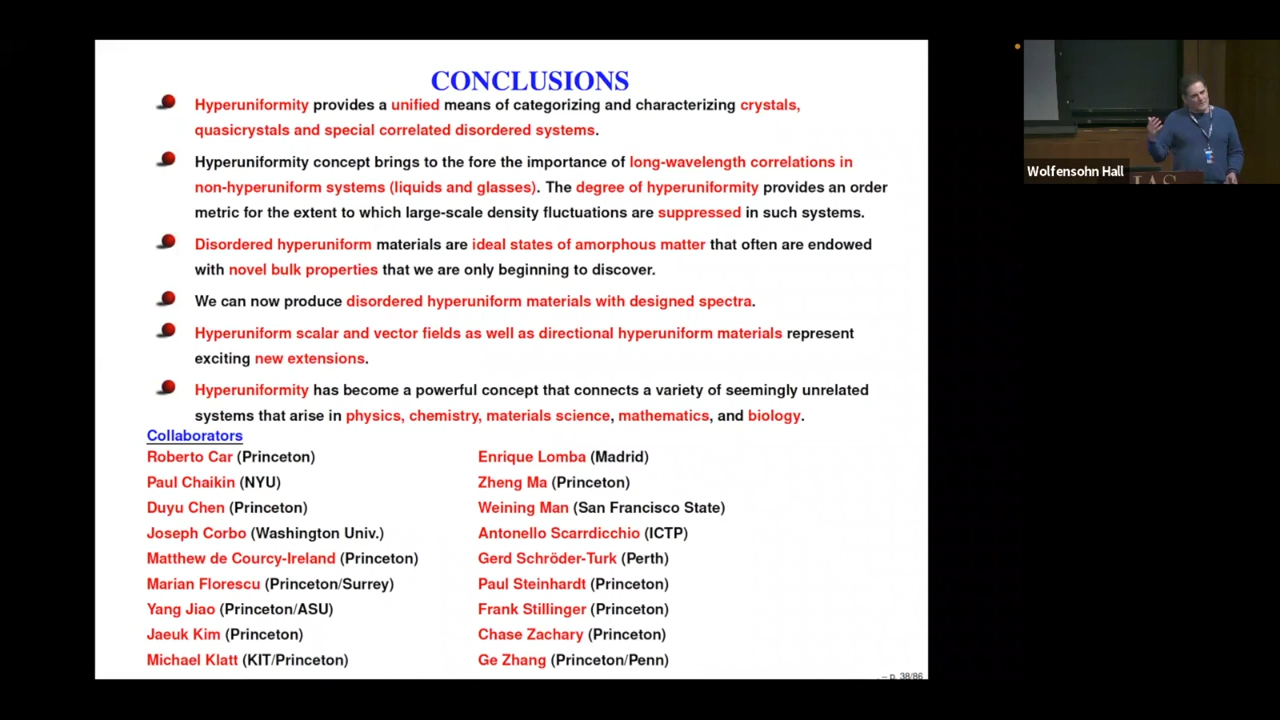 CONCLUSIONS
Hyperuniformity provides a unified means of categorizing and characterizing crystals,
quasicrystals and special correlated disordered systems.
Hyperuniformity concept brings to the fore the importance of long-wavelength correlations in
non-hyperuniform systems (liquids and glasses). The degree of hyperuniformity provides an order
metric for the extent to which large-scale density fluctuations are suppressed in such systems.
Disordered hyperuniform materials are ideal states of amorphous matter that often are endowed
with novel bulk properties that we are only beginning to discover.
We can now produce disordered hyperuniform materials with designed spectra.
Hyperuniform scalar and vector fields as well as directional hyperuniform materials represent
exciting new extensions.
Hyperuniformity has become a powerful concept that connects a variety of seemingly unrelated
systems that arise in physics, chemistry, materials science, mathematics, and biology.
Collaborators
Roberto Car (Princeton)
Paul Chaikin (NYU)
Duyu Chen (Princeton)
Joseph Corbo (Washington Univ.)
Matthew de Courcy-Ireland (Princeton)
Marian Florescu (Princeton/Surrey)
Yang Jiao (Princeton/ASU)
Jaeuk Kim (Princeton)
Michael Klatt (KIT/Princeton)
Enrique Lomba (Madrid)
Zheng Ma (Princeton)
Weining Man (San Francisco State)
Antonello Scarrdicchio (ICTP)
Gerd Schröder-Turk (Perth)
Paul Steinhardt (Princeton)
Frank Stillinger (Princeton)
Chase Zachary (Princeton)
Ge Zhang (Princeton/Penn)
. – p. 38/86
Wolfensohn Hall
IAS